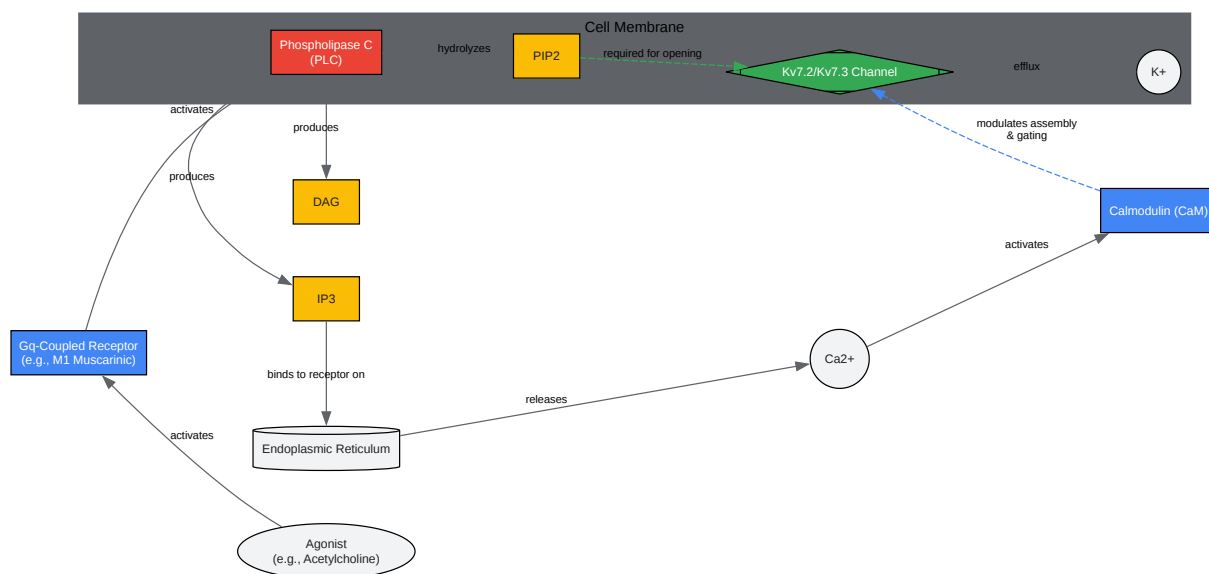 Cell Membrane
Phospholipase C
(PLC)
hydrolyzes
PIP2
required for opening
Kv7.2/Kv7.3 Channel
efflux
K+
activates
produces
modulates assembly
& gating
produces
DAG
Calmodulin (CaM)
activates
IP3
Gq-Coupled Receptor
(e.g., M1 Muscarinic)
Ca2+
binds to receptor on
releases
activates
Endoplasmic Reticulum
Agonist
(e.g., Acetylcholine)